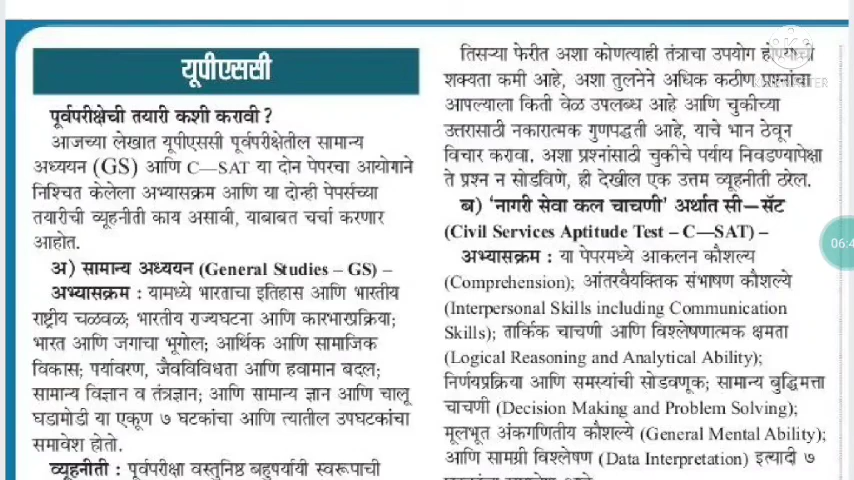 यूपीएससी
पूर्वपरीक्षेची तयारी कशी करावी ?
आजच्या लेखात यूपीएससी पूर्वपरीक्षेतील सामान्य
अध्ययन (GS) आणि C—SAT या दोन पेपरचा आयोगाने
निश्चित केलेला अभ्यासक्रम आणि या दोन्ही पेपर्सच्या
तयारीची व्यूहनीती काय असावी, याबाबत चर्चा करणार
आहोत.
अ) सामान्य अध्ययन (General Studies – GS) –
अभ्यासक्रम : यामध्ये भारताचा इतिहास आणि भारतीय
राष्ट्रीय चळवळ; भारतीय राज्यघटना आणि कारभारप्रक्रिया;
भारत आणि जगाचा भूगोल; आर्थिक आणि सामाजिक
विकास; पर्यावरण, जैवविविधता आणि हवामान बदल;
सामान्य विज्ञान व तंत्रज्ञान; आणि सामान्य ज्ञान आणि चालू
घडामोडी या एकूण ७ घटकांचा आणि त्यातील उपघटकांचा
समावेश होतो.
व्यूहनीती : पूर्वपरीक्षा वस्तुनिष्ठ बहुपर्यायी स्वरूपाची
तिसऱ्या फेरीत अशा कोणत्याही तंत्राचा उपयोग होण्याची
शक्यता कमी आहे, अशा तुलनेने अधिक कठीण प्रश्नांचा
आपल्याला किती वेळ उपलब्ध आहे आणि चुकीच्या
उत्तरासाठी नकारात्मक गुणपद्धती आहे, याचे भान ठेवून
विचार करावा. अशा प्रश्नांसाठी चुकीचे पर्याय निवडण्यापेक्षा
ते प्रश्न न सोडविणे, ही देखील एक उत्तम व्यूहनीती ठरेल.
ब) ‘नागरी सेवा कल चाचणी’ अर्थात सी—सॅट
(Civil Services Aptitude Test – C—SAT) –
अभ्यासक्रम : या पेपरमध्ये आकलन कौशल्य
(Comprehension); आंतरवैयक्तिक संभाषण कौशल्ये
(Interpersonal Skills including Communication
Skills); तार्किक चाचणी आणि विश्लेषणात्मक क्षमता
(Logical Reasoning and Analytical Ability);
निर्णयप्रक्रिया आणि समस्यांची सोडवणूक; सामान्य बुद्धिमत्ता
चाचणी (Decision Making and Problem Solving);
मूलभूत अंकगणितीय कौशल्ये (General Mental Ability);
आणि सामग्री विश्लेषण (Data Interpretation) इत्यादी ७
06:4